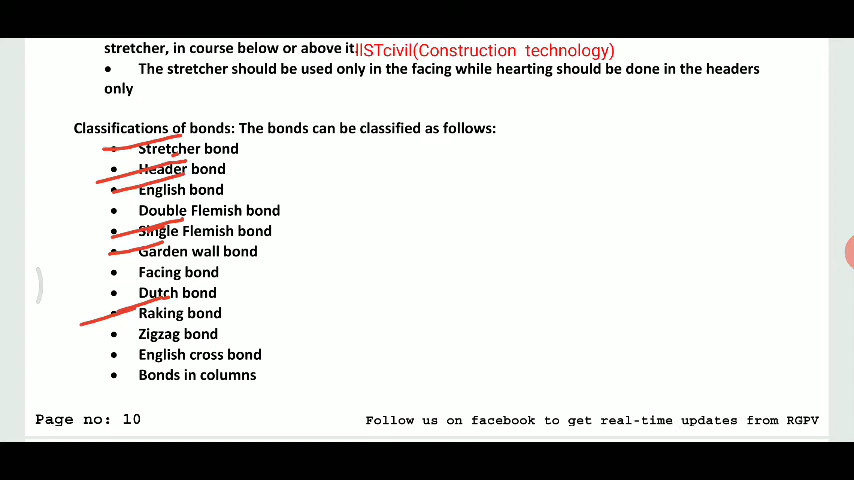 stretcher, in course below or above it.IISTcivil(Construction technology)
• The stretcher should be used only in the facing while hearting should be done in the headers
only
Classifications of bonds: The bonds can be classified as follows:
• Stretcher bond
• Header bond
• English bond
• Double Flemish bond
• Single Flemish bond
• Garden wall bond
• Facing bond
• Dutch bond
• Raking bond
• Zigzag bond
• English cross bond
• Bonds in columns
Page no: 10 Follow us on facebook to get real-time updates from RGPV